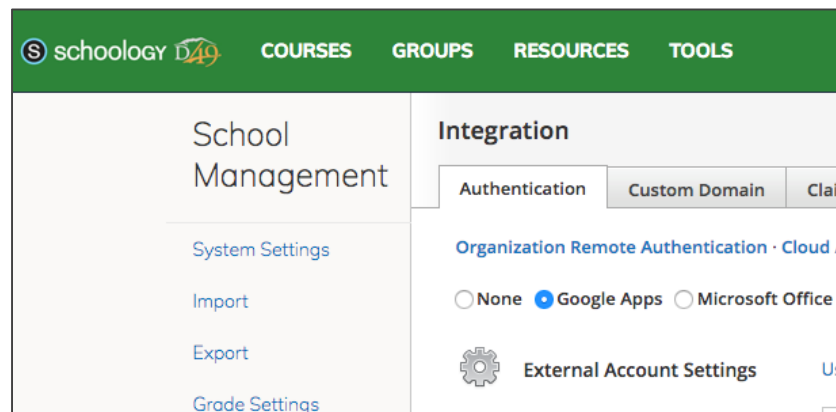 S schoology D49 COURSES GROUPS RESOURCES TOOLS
School
Management
System Settings
Import
Export
Grade Settings
Integration
Authentication Custom Domain
Organization Remote Authentication · Cloud
None Google Apps Microsoft Office
External Account Settings